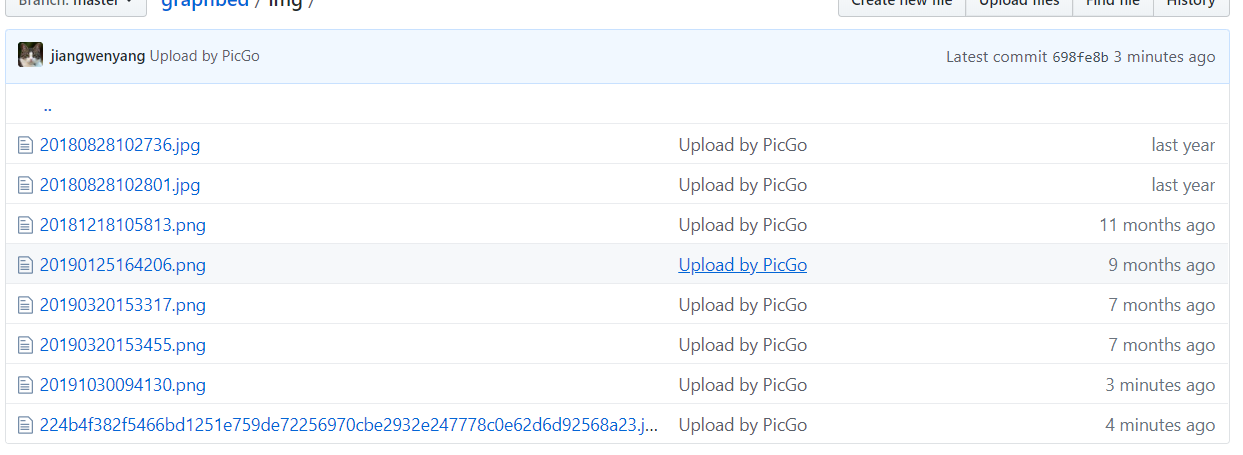 Branch: master graphbed / img / Create new file Upload files Find file History
jiangwenyang Upload by PicGo Latest commit 698fe8b 3 minutes ago
..
20180828102736.jpg Upload by PicGo last year
20180828102801.jpg Upload by PicGo last year
20181218105813.png Upload by PicGo 11 months ago
20190125164206.png Upload by PicGo 9 months ago
20190320153317.png Upload by PicGo 7 months ago
20190320153455.png Upload by PicGo 7 months ago
20191030094130.png Upload by PicGo 3 minutes ago
224b4f382f5466bd1251e759de72256970cbe2932e247778c0e62d6d92568a23.j... Upload by PicGo 4 minutes ago